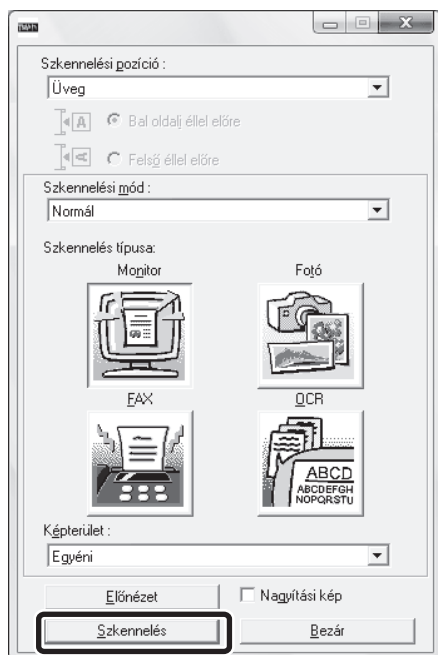 Szkennelési pozíció :
Üveg
Bal oldali éllel előre
Felső éllel előre
Szkennelési mód :
Normál
Szkennelés típusa:
Monitor Fotó
FAX OCR
ABCD
ABCDEFGH
NOPQRSTU
Képterület :
Egyéni
Előnézet Nagyítási kép
Szkennelés Bezár